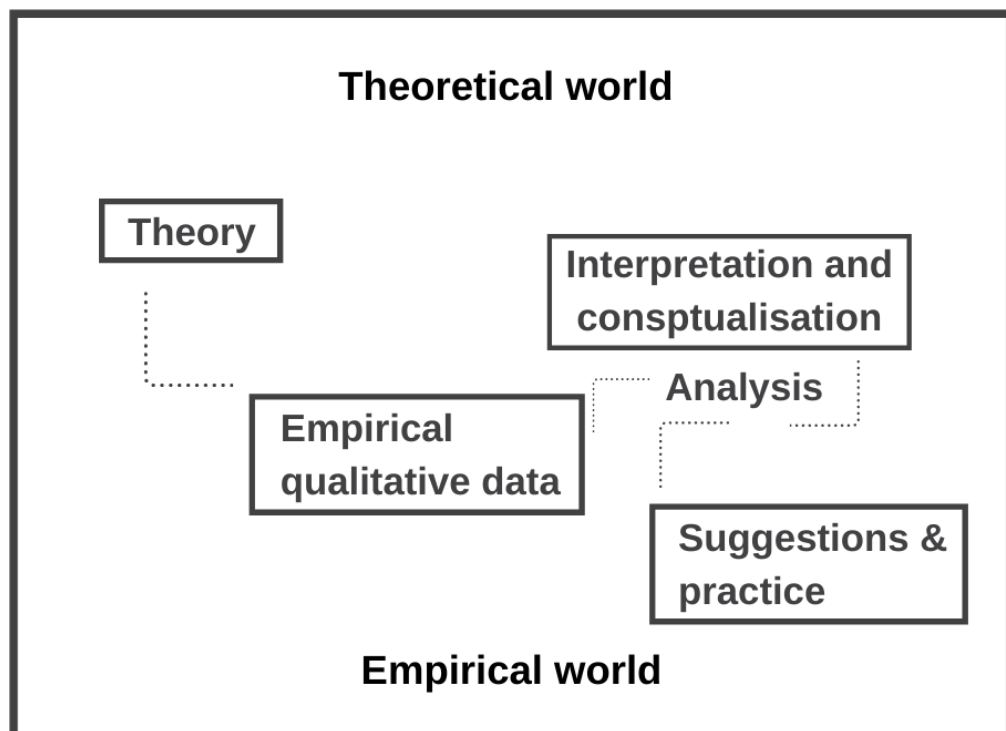 Theoretical world
Theory
Interpretation and
consptualisation
Analysis
Empirical
qualitative data
Suggestions &
practice
Empirical world